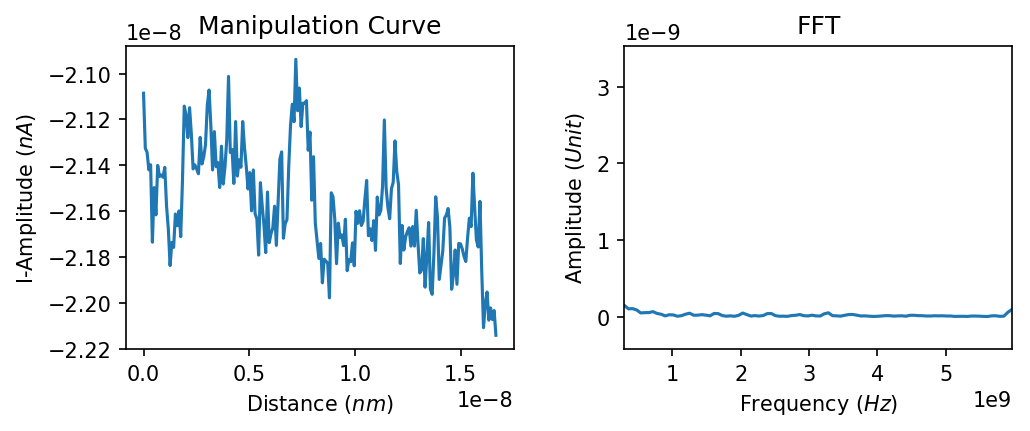 Manipulation Curve
1e−8
−2.10
−2.12
−2.14
−2.16
−2.18
−2.20
−2.22
I-Amplitude (nA)
0.0 0.5 1.0 1.5
1e−8
Distance (nm)
FFT
1e−9
3
2
1
0
Amplitude (Unit)
1 2 3 4 5
1e9
Frequency (Hz)